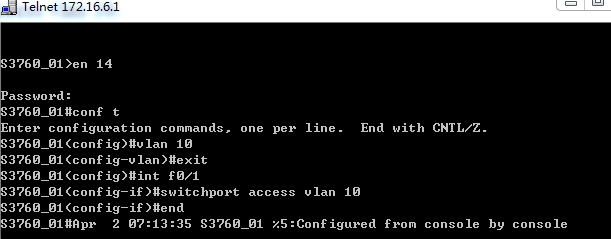 Telnet 172.16.6.1
S3760_01>en 14
Password:
S3760_01#conf t
Enter configuration commands, one per line.  End with CNTL/Z.
S3760_01(config)#vlan 10
S3760_01(config-vlan)#exit
S3760_01(config)#int f0/1
S3760_01(config-if)#switchport access vlan 10
S3760_01(config-if)#end
S3760_01#Apr  2 07:13:35 S3760_01 %5:Configured from console by console